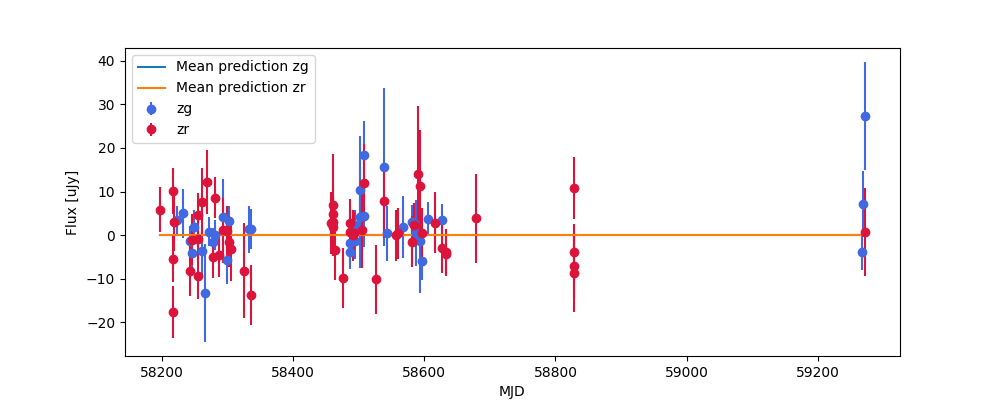 Mean prediction zg
Mean prediction zr
zg
zr
Flux [uJy]
40
30
20
10
0
−10
−20
58200
58400
58600
58800
59000
59200
MJD